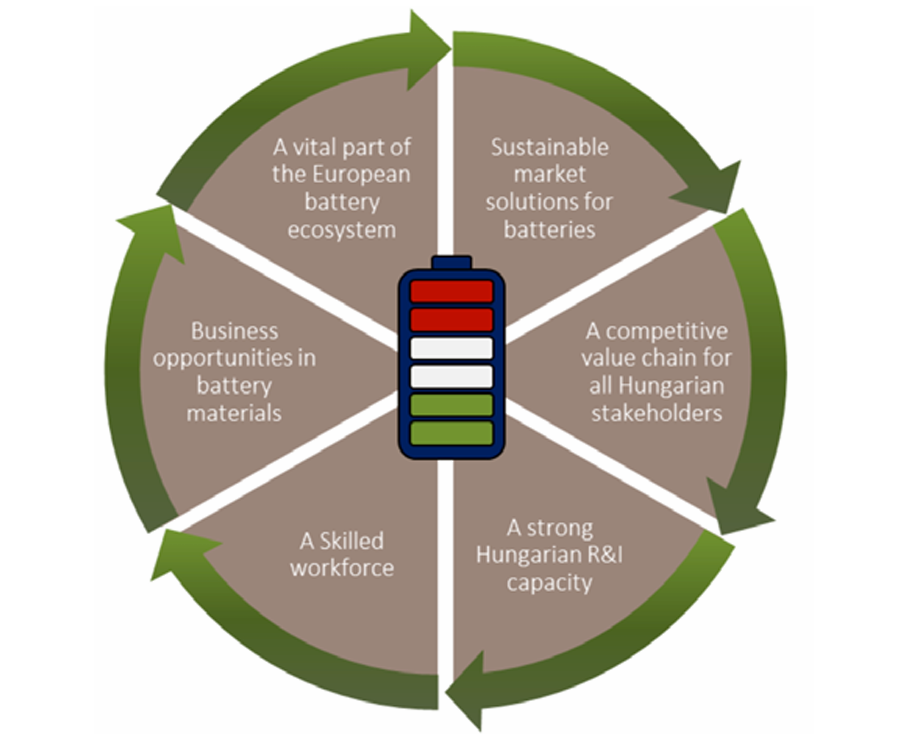 A vital part of
the European
battery
ecosystem
Sustainable
market
solutions for
batteries
Business
opportunities in
battery
materials
A competitive
value chain for
all Hungarian
stakeholders
A Skilled
workforce
A strong
Hungarian R&I
capacity